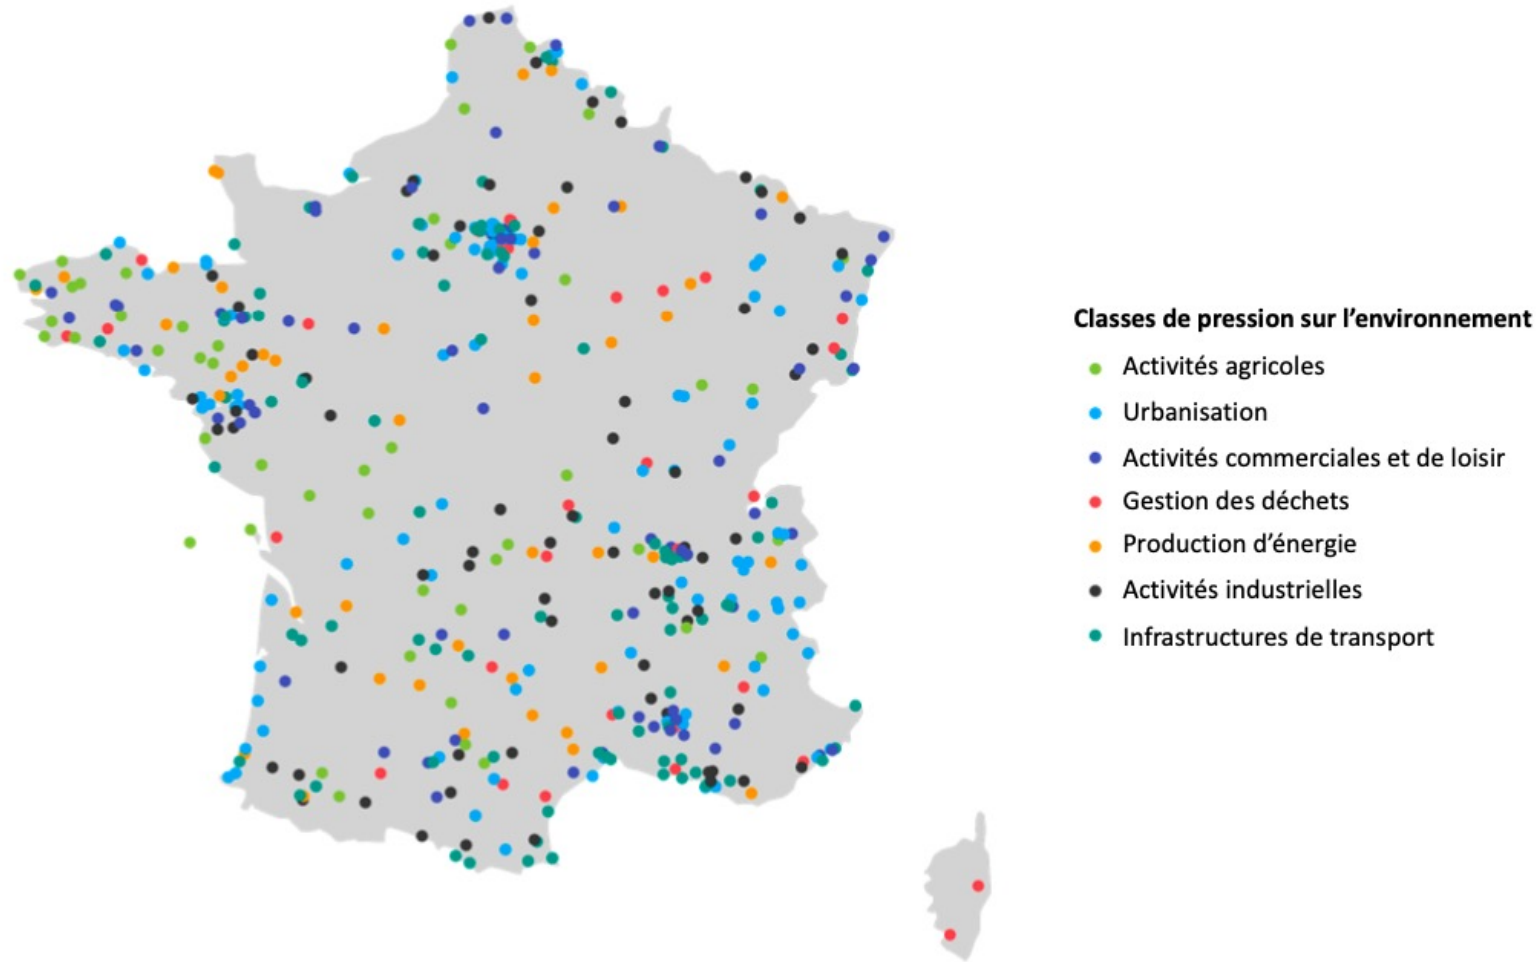 Classes de pression sur l’environnement
Activités agricoles
Urbanisation
Activités commerciales et de loisir
Gestion des déchets
Production d’énergie
Activités industrielles
Infrastructures de transport